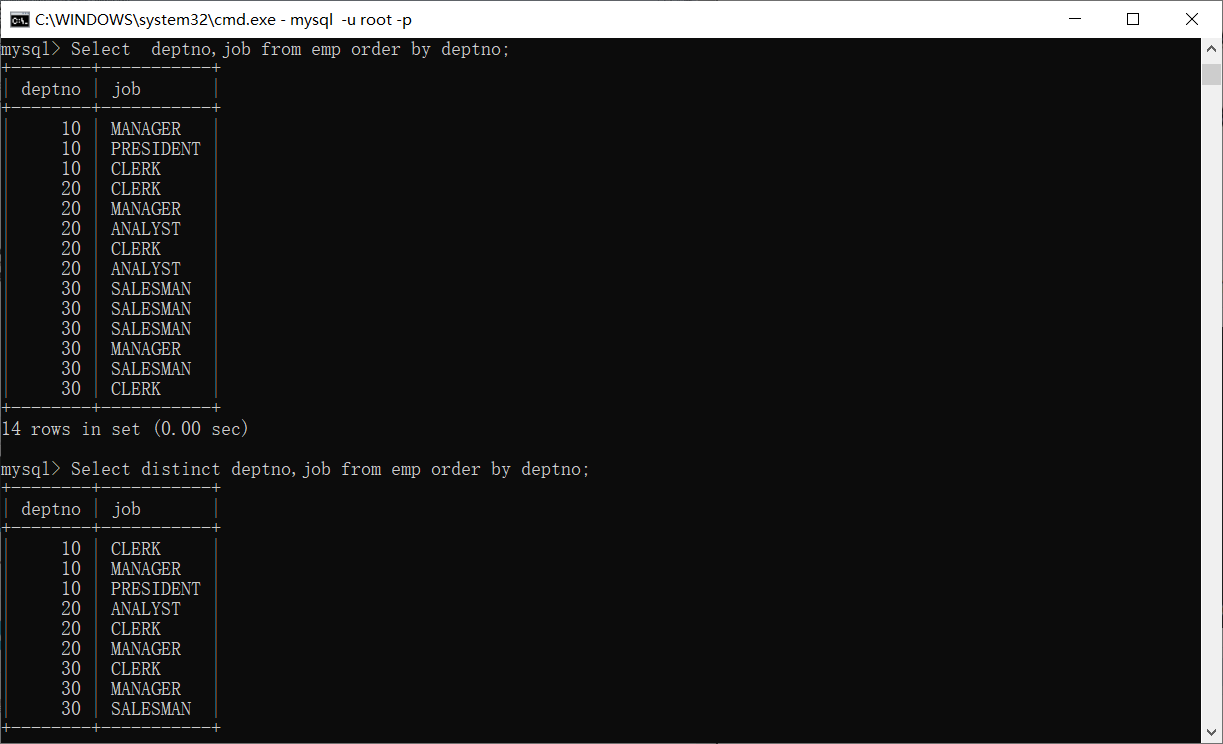 C:\WINDOWS\system32\cmd.exe - mysql  -u root -p
mysql> Select  deptno,job from emp order by deptno;
+--------+-----------+
| deptno | job       |
+--------+-----------+
|     10 | MANAGER   |
|     10 | PRESIDENT |
|     10 | CLERK     |
|     20 | CLERK     |
|     20 | MANAGER   |
|     20 | ANALYST   |
|     20 | CLERK     |
|     20 | ANALYST   |
|     30 | SALESMAN  |
|     30 | SALESMAN  |
|     30 | SALESMAN  |
|     30 | MANAGER   |
|     30 | SALESMAN  |
|     30 | CLERK     |
+--------+-----------+
14 rows in set (0.00 sec)
mysql> Select distinct deptno,job from emp order by deptno;
+--------+-----------+
| deptno | job       |
+--------+-----------+
|     10 | CLERK     |
|     10 | MANAGER   |
|     10 | PRESIDENT |
|     20 | ANALYST   |
|     20 | CLERK     |
|     20 | MANAGER   |
|     30 | CLERK     |
|     30 | MANAGER   |
|     30 | SALESMAN  |
+--------+-----------+